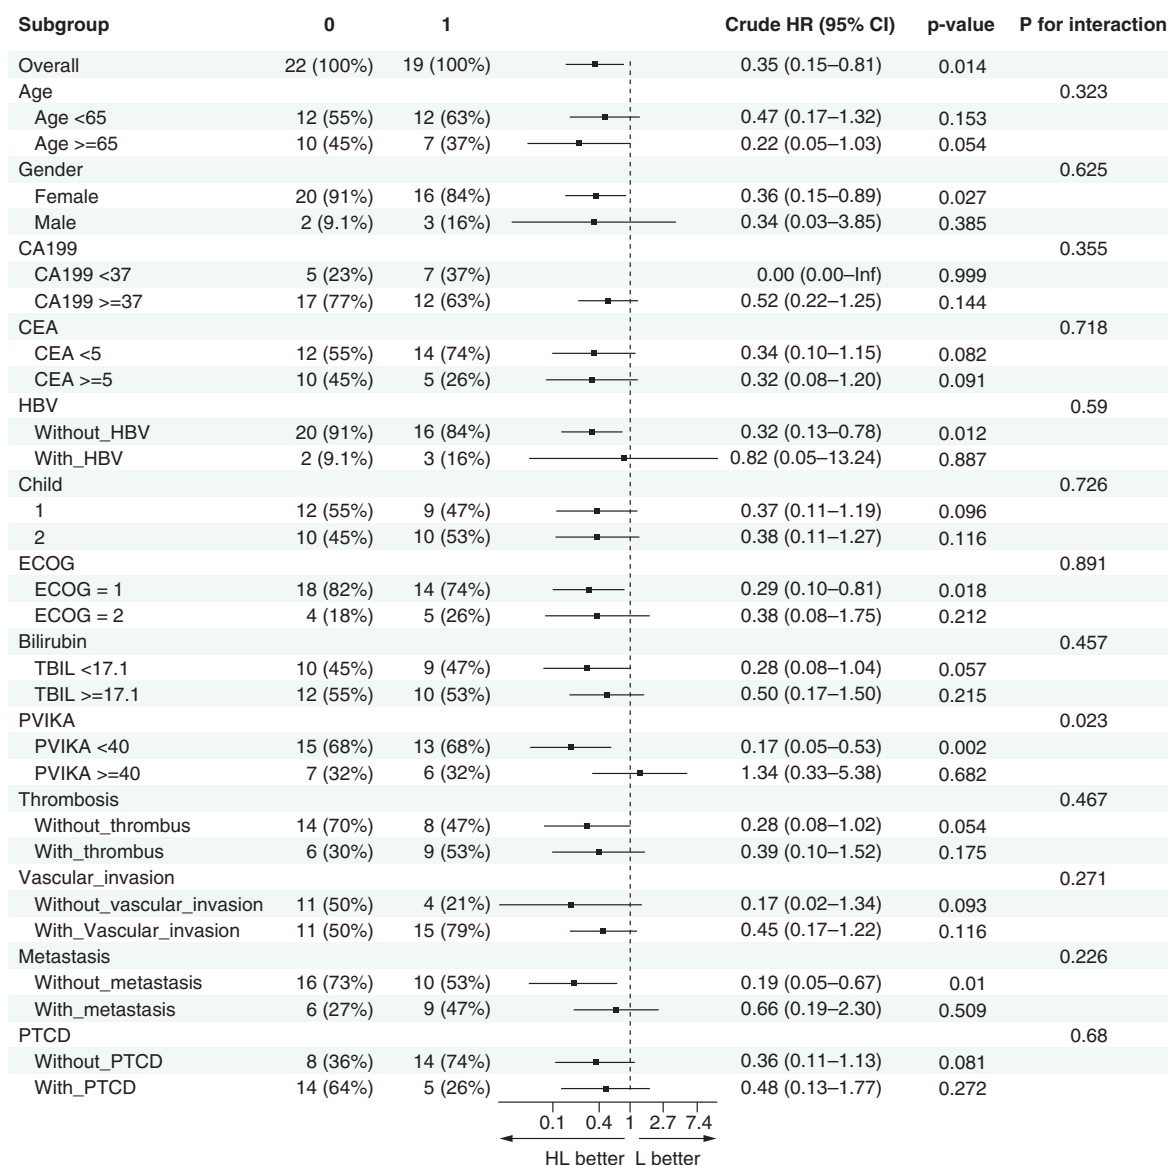 Subgroup 0 1 Crude HR (95% CI) p-value P for interaction
Overall 22 (100%) 19 (100%) 0.35 (0.15–0.81) 0.014
Age 0.323
Age <65 12 (55%) 12 (63%) 0.47 (0.17–1.32) 0.153
Age >=65 10 (45%) 7 (37%) 0.22 (0.05–1.03) 0.054
Gender 0.625
Female 20 (91%) 16 (84%) 0.36 (0.15–0.89) 0.027
Male 2 (9.1%) 3 (16%) 0.34 (0.03–3.85) 0.385
CA199 0.355
CA199 <37 5 (23%) 7 (37%) 0.00 (0.00–Inf) 0.999
CA199 >=37 17 (77%) 12 (63%) 0.52 (0.22–1.25) 0.144
CEA 0.718
CEA <5 12 (55%) 14 (74%) 0.34 (0.10–1.15) 0.082
CEA >=5 10 (45%) 5 (26%) 0.32 (0.08–1.20) 0.091
HBV 0.59
Without_HBV 20 (91%) 16 (84%) 0.32 (0.13–0.78) 0.012
With_HBV 2 (9.1%) 3 (16%) 0.82 (0.05–13.24) 0.887
Child 0.726
1 12 (55%) 9 (47%) 0.37 (0.11–1.19) 0.096
2 10 (45%) 10 (53%) 0.38 (0.11–1.27) 0.116
ECOG 0.891
ECOG = 1 18 (82%) 14 (74%) 0.29 (0.10–0.81) 0.018
ECOG = 2 4 (18%) 5 (26%) 0.38 (0.08–1.75) 0.212
Bilirubin 0.457
TBIL <17.1 10 (45%) 9 (47%) 0.28 (0.08–1.04) 0.057
TBIL >=17.1 12 (55%) 10 (53%) 0.50 (0.17–1.50) 0.215
PVIKA 0.023
PVIKA <40 15 (68%) 13 (68%) 0.17 (0.05–0.53) 0.002
PVIKA >=40 7 (32%) 6 (32%) 1.34 (0.33–5.38) 0.682
Thrombosis 0.467
Without_thrombus 14 (70%) 8 (47%) 0.28 (0.08–1.02) 0.054
With_thrombus 6 (30%) 9 (53%) 0.39 (0.10–1.52) 0.175
Vascular_invasion 0.271
Without_vascular_invasion 11 (50%) 4 (21%) 0.17 (0.02–1.34) 0.093
With_Vascular_invasion 11 (50%) 15 (79%) 0.45 (0.17–1.22) 0.116
Metastasis 0.226
Without_metastasis 16 (73%) 10 (53%) 0.19 (0.05–0.67) 0.01
With_metastasis 6 (27%) 9 (47%) 0.66 (0.19–2.30) 0.509
PTCD 0.68
Without_PTCD 8 (36%) 14 (74%) 0.36 (0.11–1.13) 0.081
With_PTCD 14 (64%) 5 (26%) 0.48 (0.13–1.77) 0.272
0.1 0.4 1 2.7 7.4
HL better L better